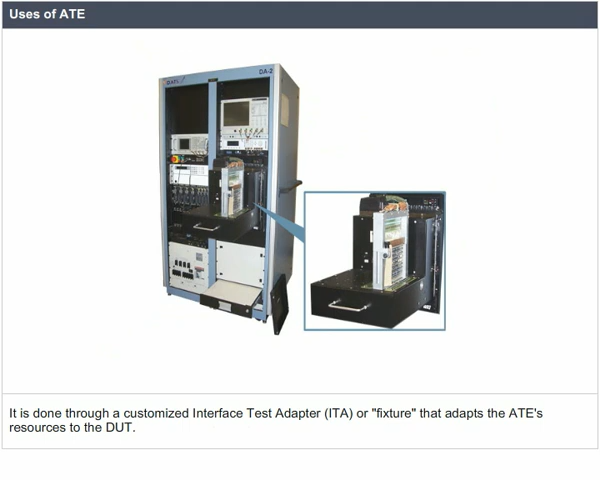 Uses of ATE
DA-2
It is done through a customized Interface Test Adapter (ITA) or "fixture" that adapts the ATE's
resources to the DUT.